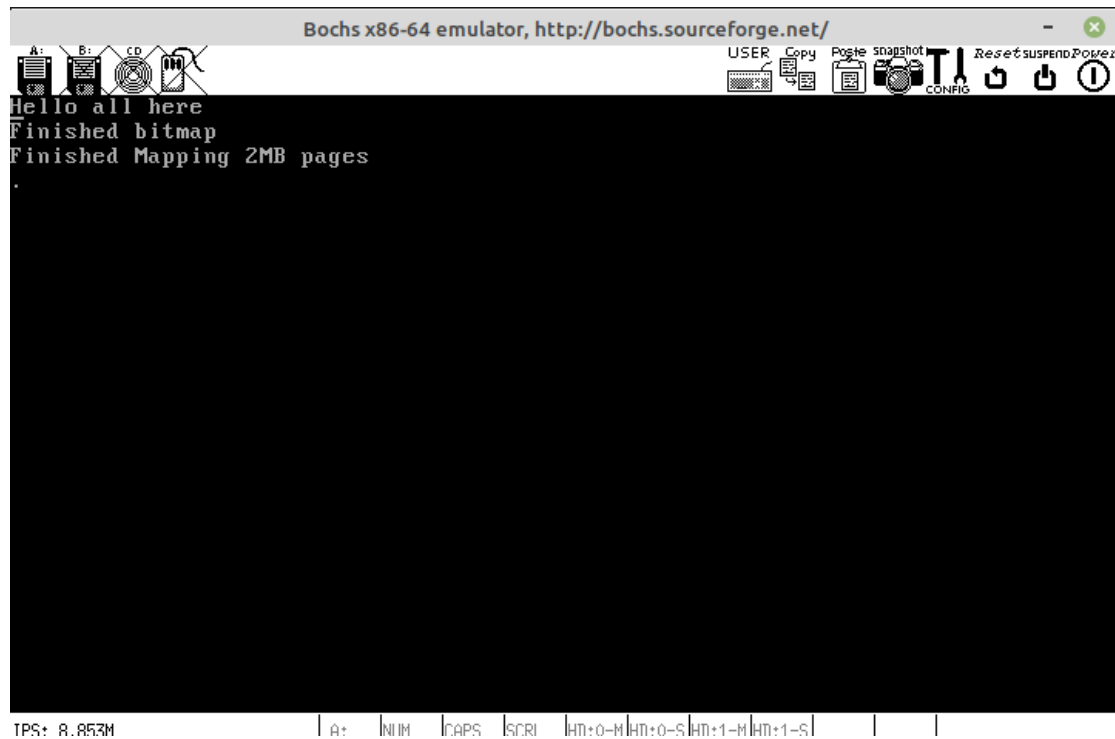 Bochs x86-64 emulator, http://bochs.sourceforge.net/
A: B: CD USER Copy Paste snapshot CONFIG Reset SUSPEND Power
Hello all here
Finished bitmap
Finished Mapping 2MB pages
.
IPS: 8.853M A: NUM CAPS SCRL HD:0-M HD:0-S HD:1-M HD:1-S